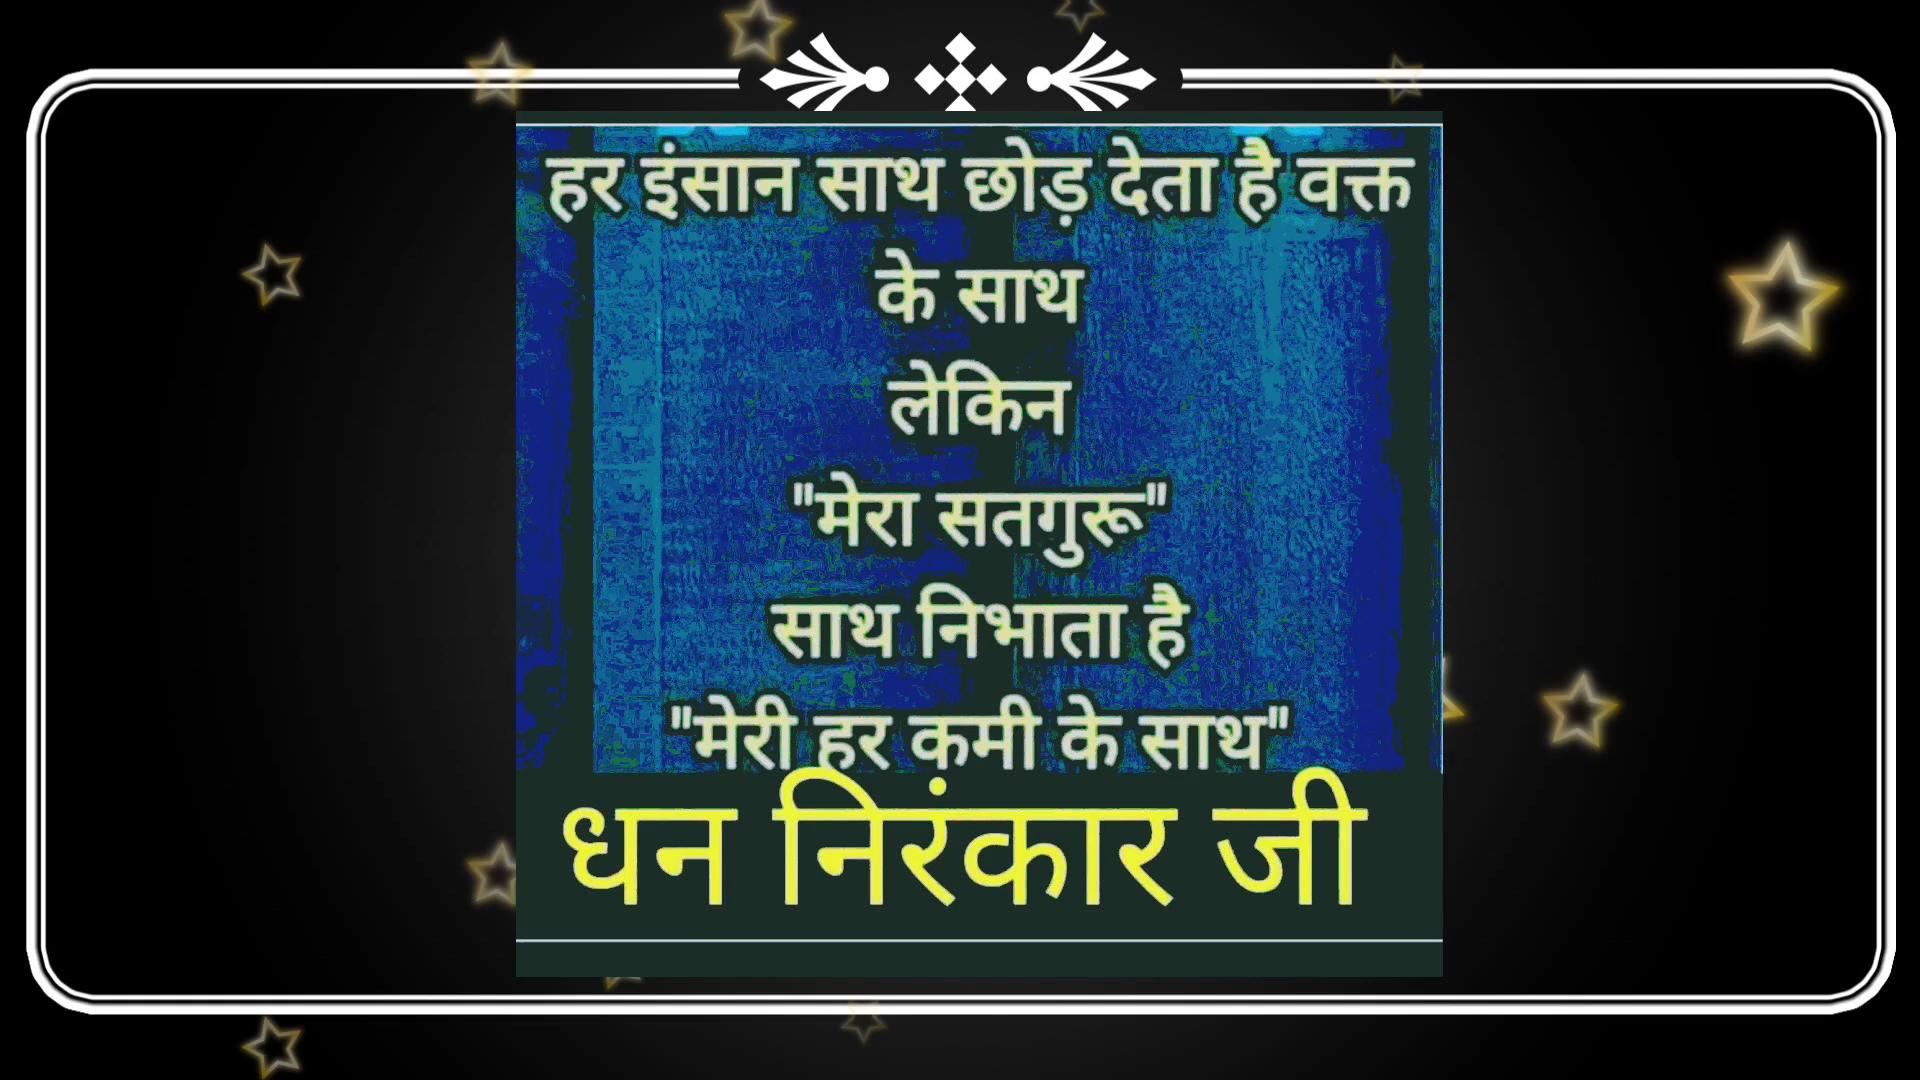 हर इंसान साथ छोड़ देता है वक्त
के साथ
लेकिन
"मेरा सतगुरू"
साथ निभाता है
"मेरी हर कमी के साथ"
धन निरंकार जी